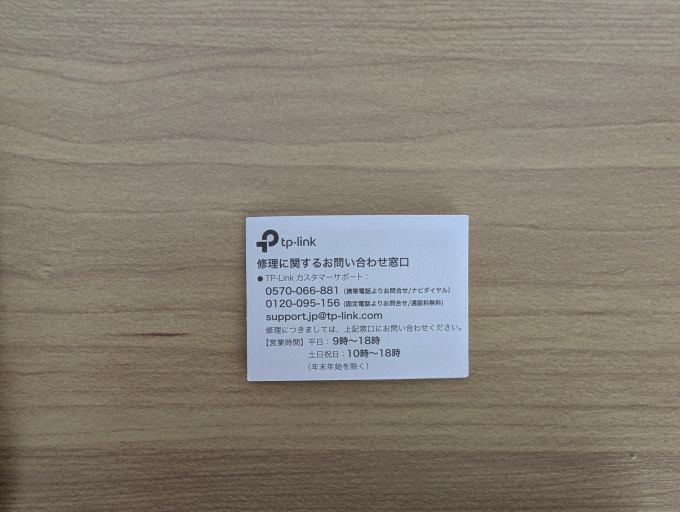 tp-link
修理に関するお問い合わせ窓口
● TP-Link カスタマーサポート：
0570-066-881 (携帯電話よりお問合せ/ナビダイヤル)
0120-095-156 (固定電話よりお問合せ/通話料無料)
support.jp@tp-link.com
修理につきましては、上記窓口にお問い合わせください。
【営業時間】平日：9時～18時
土日祝日：10時～18時
（年末年始を除く）